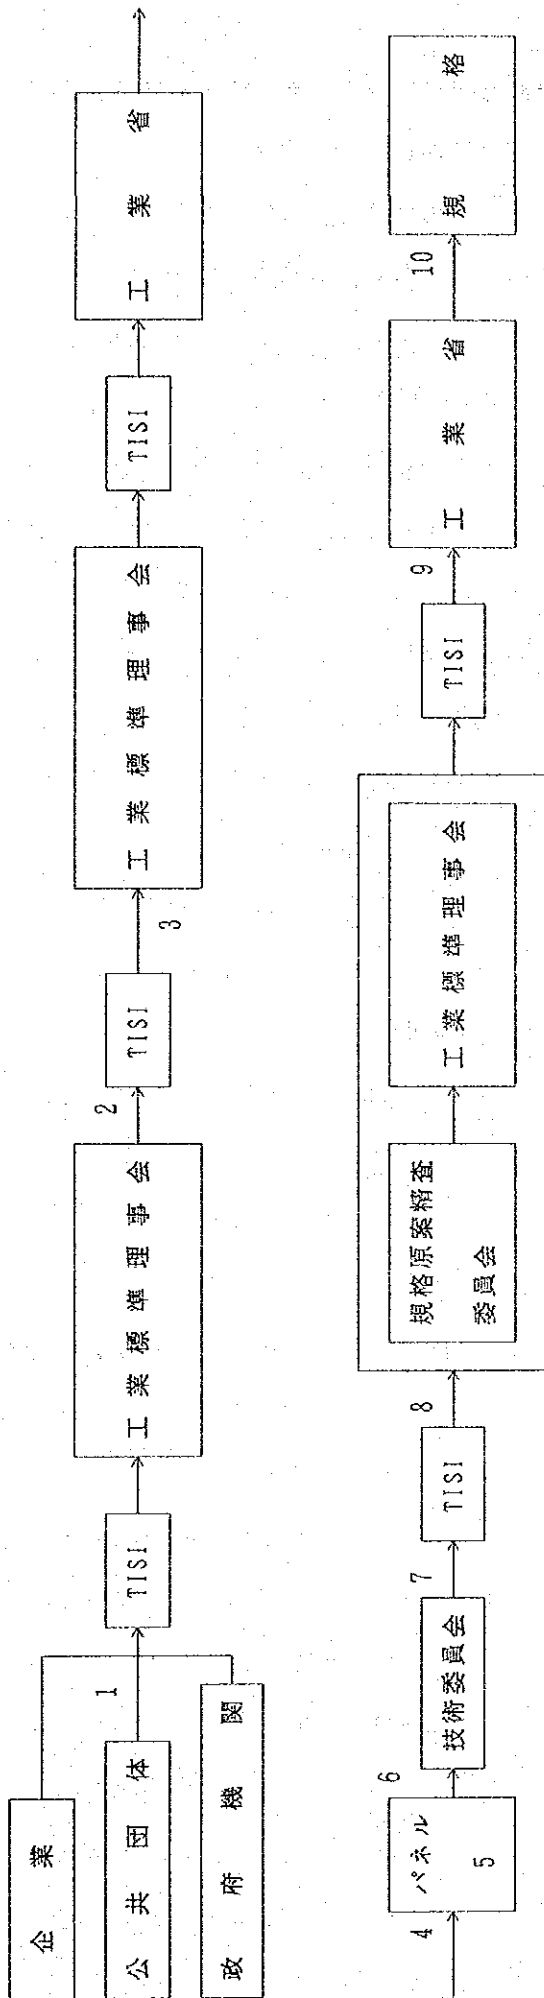 企業
公共団体
政府機関
1
TISI
工業標準理事会
2
TISI
3
工業標準理事会
TISI
工業省
4
パネル
5
6
技術委員会
7
TISI
8
規格原案精査
委員会
工業標準理事会
TISI
9
工業省
10
規格